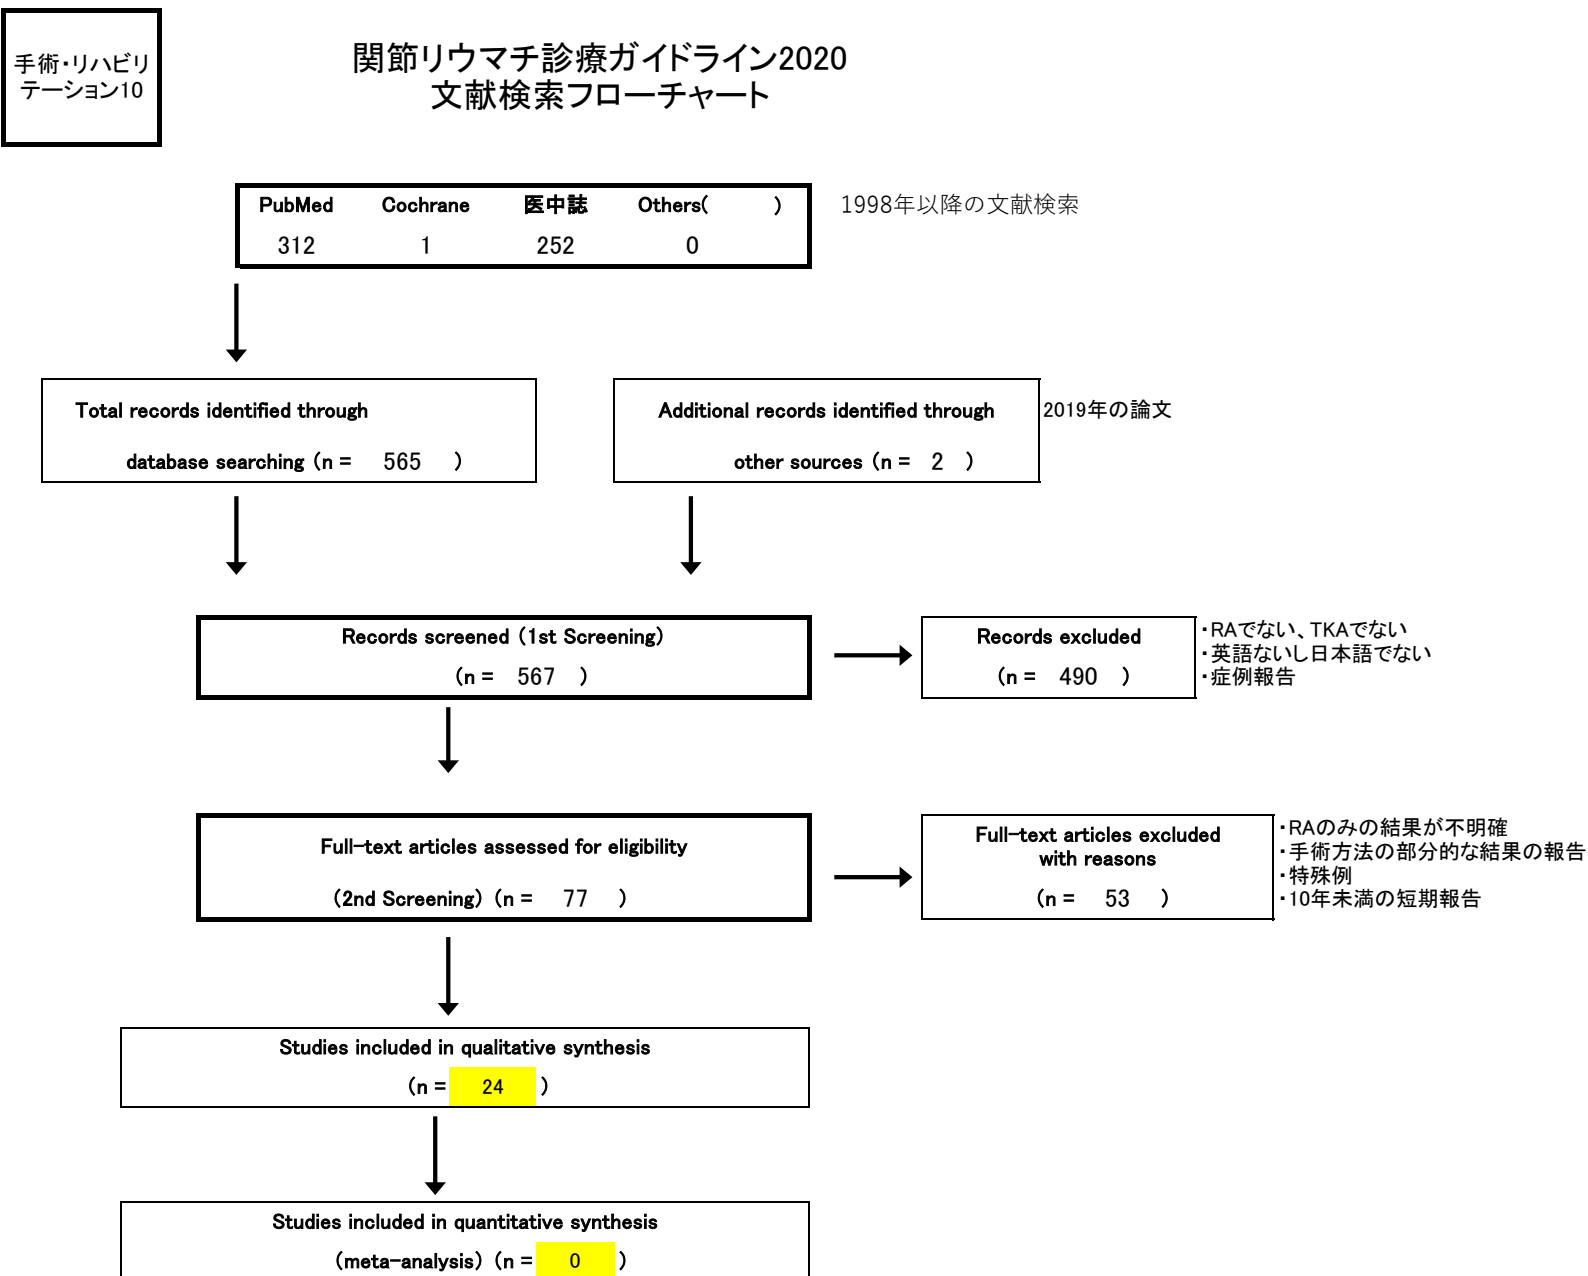 手術・リハビリ
テーション10
関節リウマチ診療ガイドライン2020
文献検索フローチャート
PubMed Cochrane 医中誌 Others( )
312 1 252 0
1998年以降の文献検索
Total records identified through
database searching (n = 565 )
Additional records identified through
other sources (n = 2 )
2019年の論文
Records screened (1st Screening)
(n = 567 )
Records excluded
(n = 490 )
・RAでない、TKAでない
・英語ないし日本語でない
・症例報告
Full-text articles assessed for eligibility
(2nd Screening) (n = 77 )
Full-text articles excluded
with reasons
(n = 53 )
・RAのみの結果が不明確
・手術方法の部分的な結果の報告
・特殊例
・10年未満の短期報告
Studies included in qualitative synthesis
(n = 24 )
Studies included in quantitative synthesis
(meta-analysis) (n = 0 )